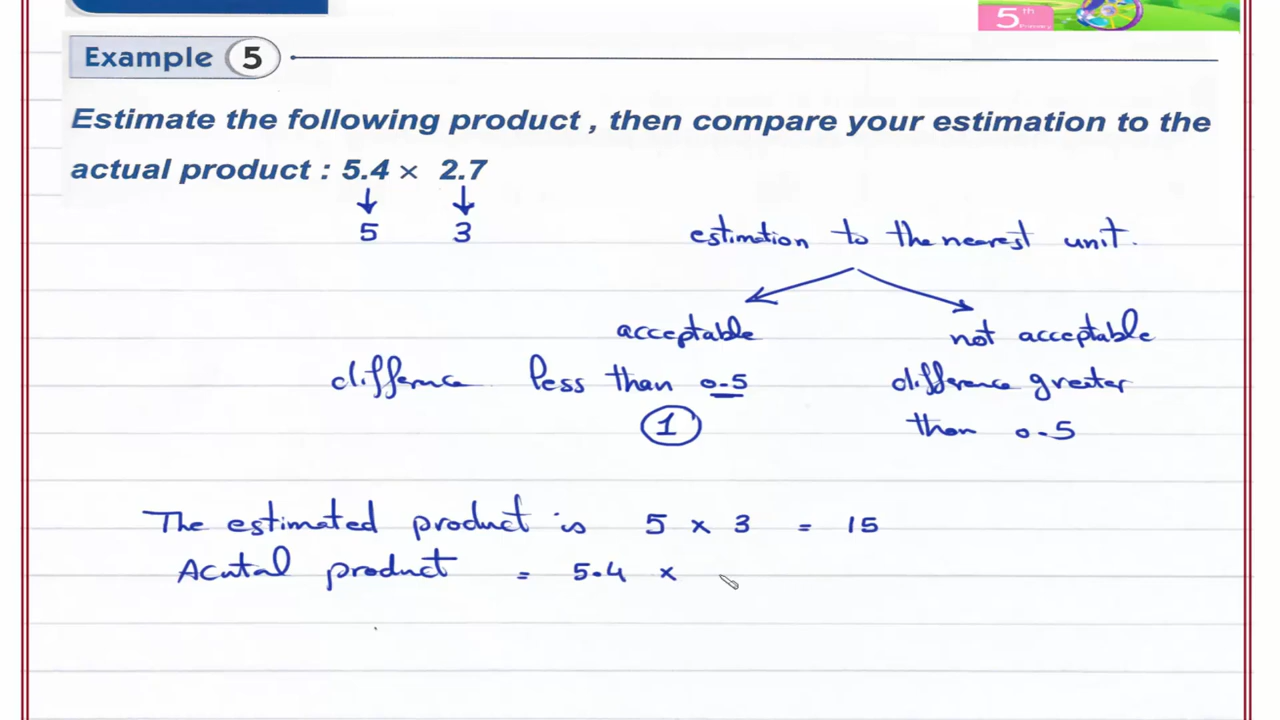 5th
Primary
Example 5
Estimate the following product , then compare your estimation to the
actual product : 5.4 × 2.7
5 3
estimation to the nearest unit.
acceptable
not acceptable
differnce less than 0.5
difference greater
than 0.5
1
The estimated product is 5 × 3 = 15
Acutal product = 5.4 ×